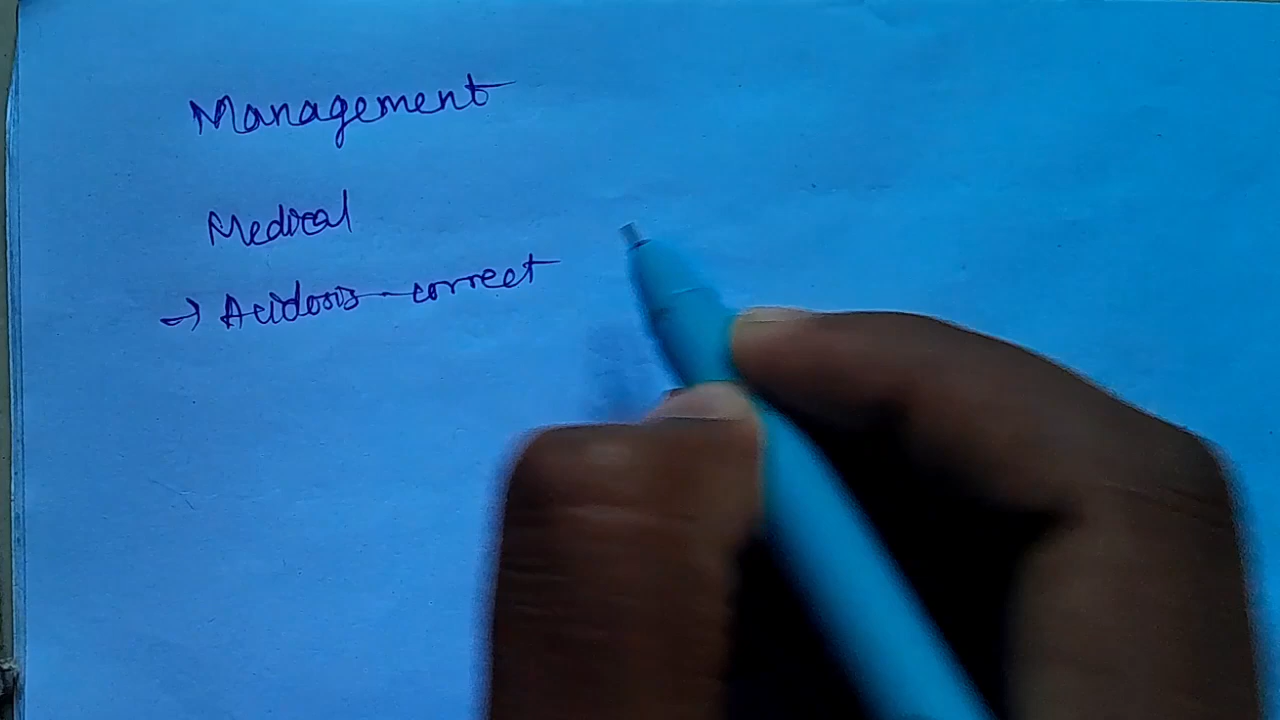 Management
Medical
→ Acidosis - correct